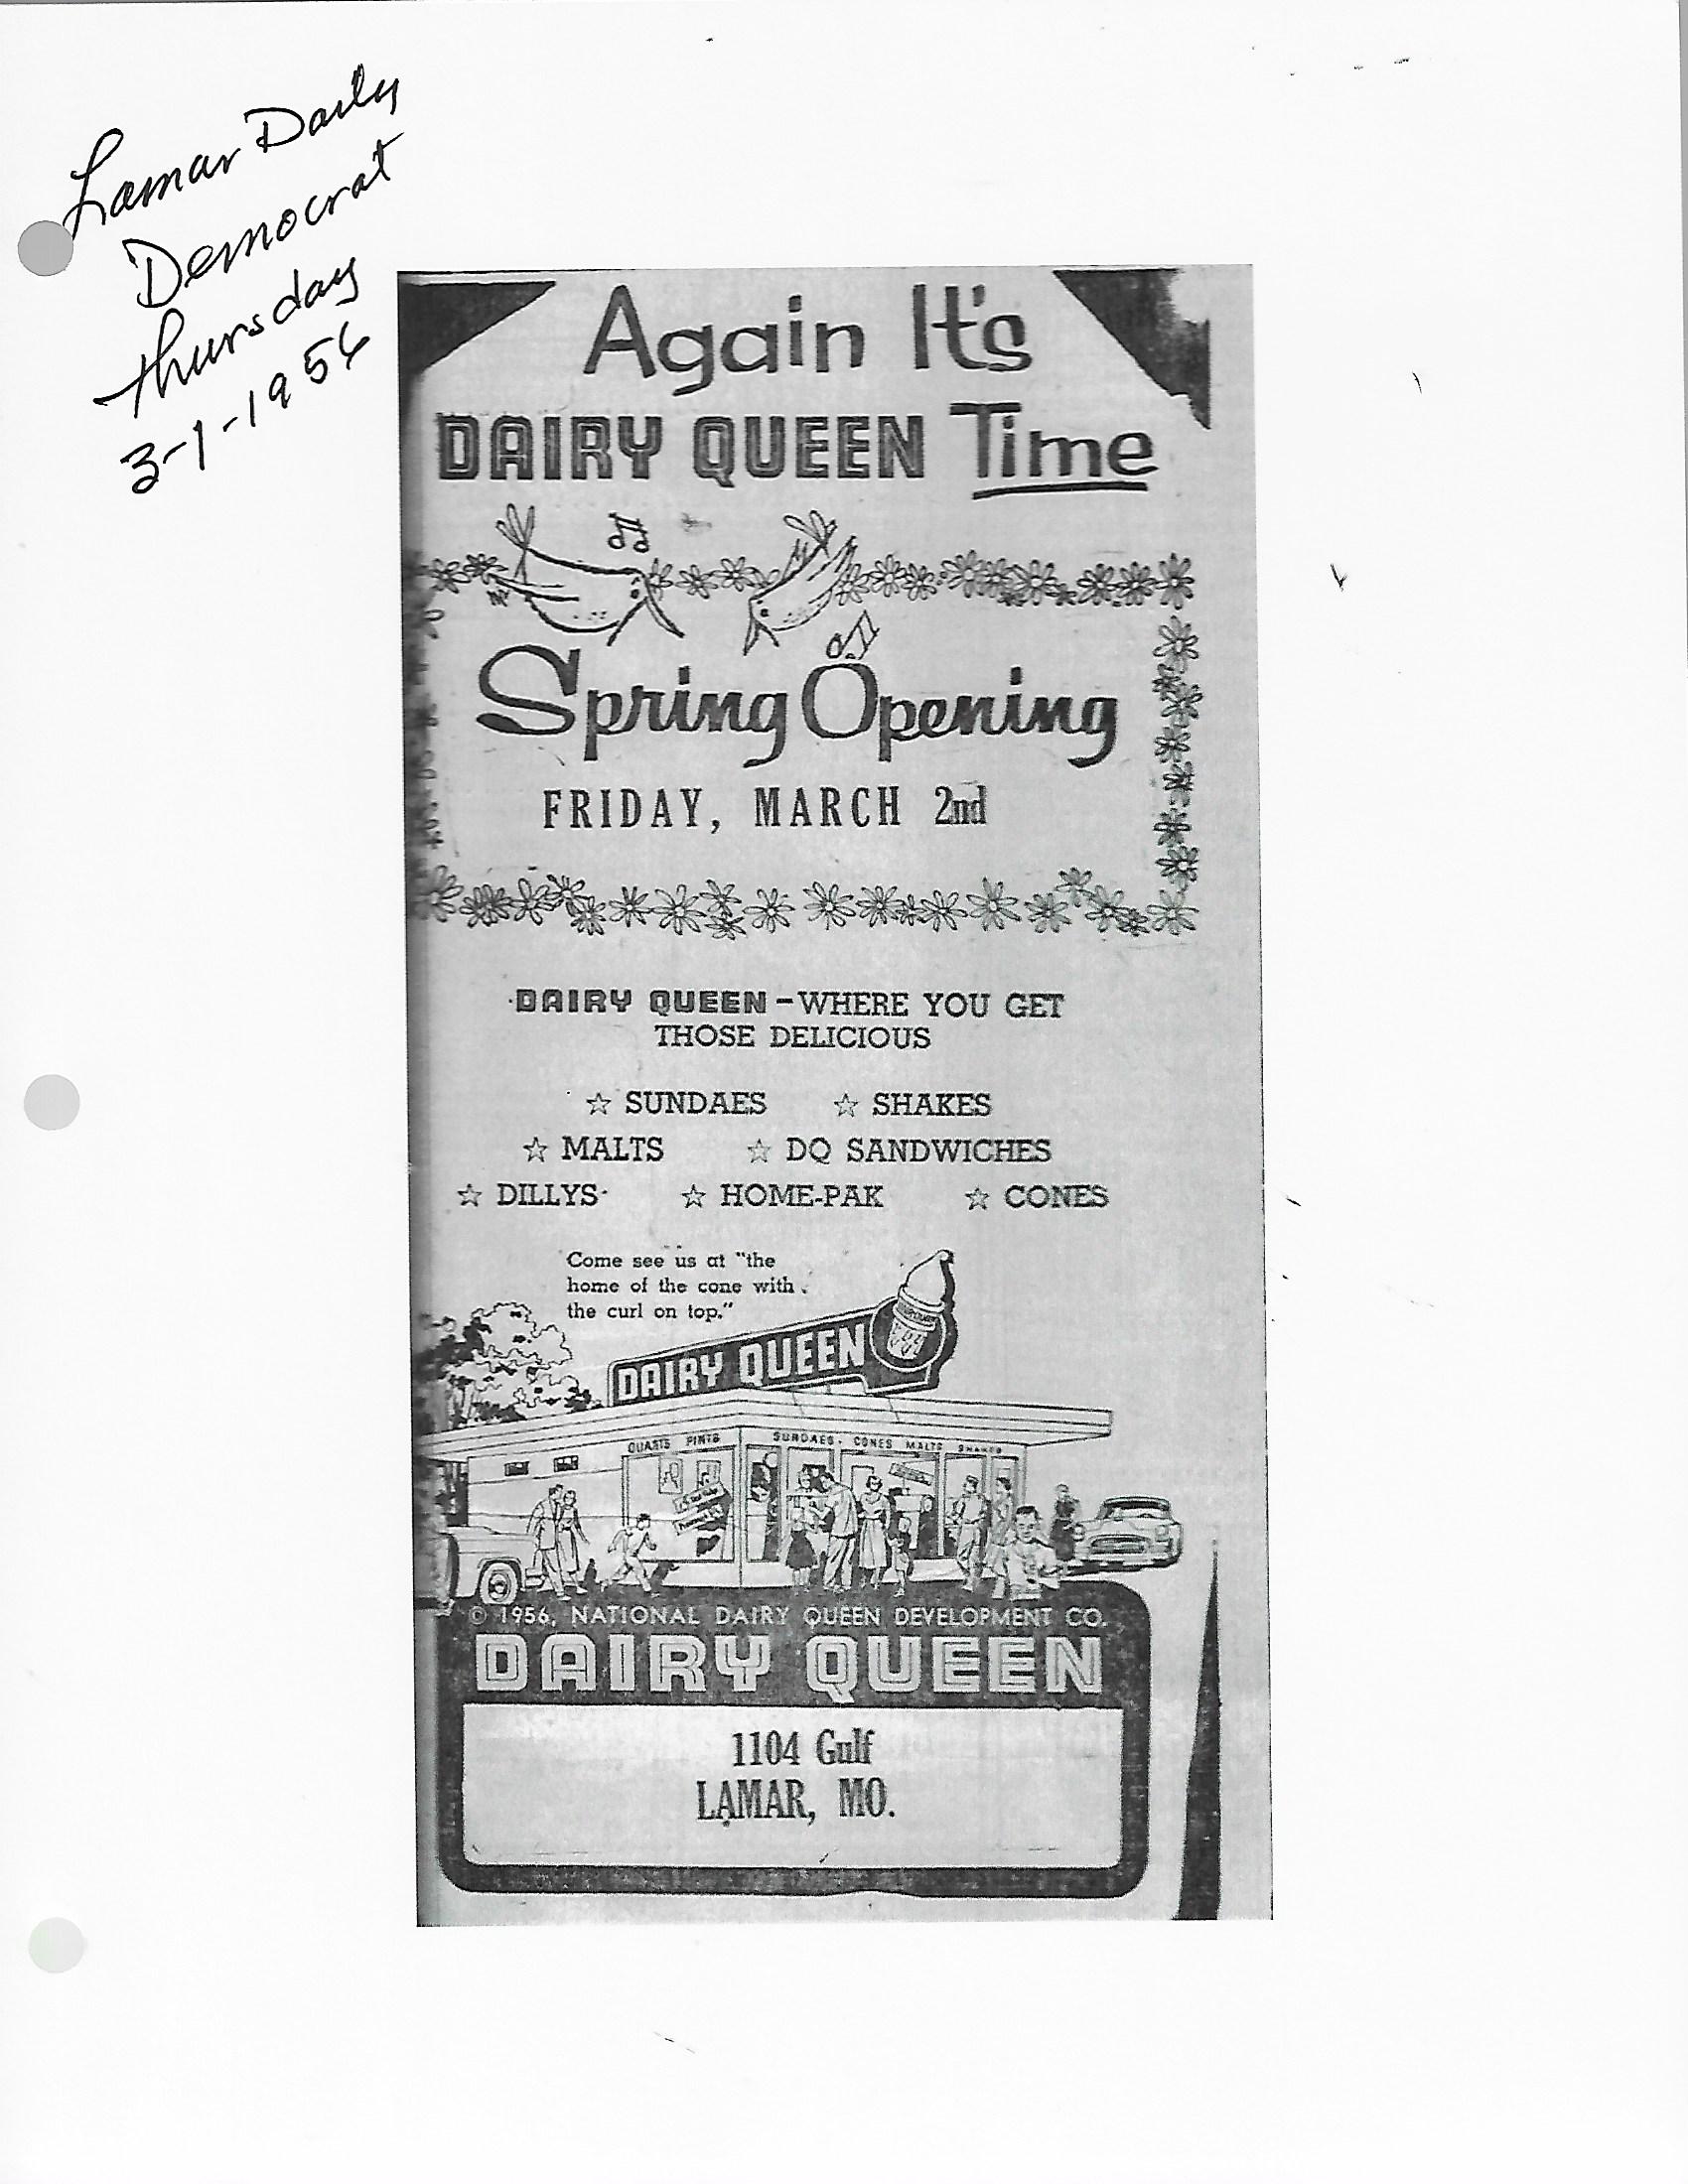 Lamar Daily
Democrat
Thursday
3-1-1956
Again It's
DAIRY QUEEN Time
Spring Opening
FRIDAY, MARCH 2nd
DAIRY QUEEN - WHERE YOU GET
THOSE DELICIOUS
☆ SUNDAES ☆ SHAKES
☆ MALTS ☆ DQ SANDWICHES
☆ DILLYS ☆ HOME-PAK ☆ CONES
Come see us at "the
home of the cone with
the curl on top."
DAIRY QUEEN
QUARTS PINTS SUNDAES CONES MALTS SHAKES
© 1956, NATIONAL DAIRY QUEEN DEVELOPMENT CO.
DAIRY QUEEN
1104 Gulf
LAMAR, MO.